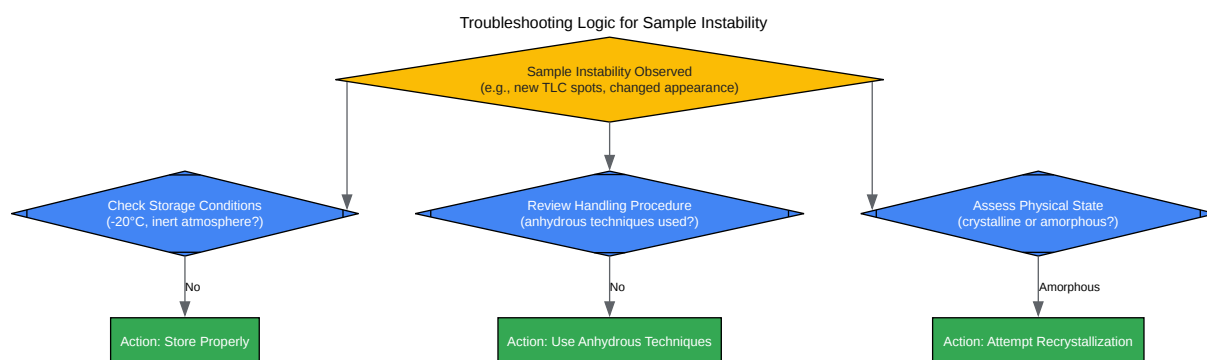 Troubleshooting Logic for Sample Instability
Sample Instability Observed
(e.g., new TLC spots, changed appearance)
Check Storage Conditions
(-20°C, inert atmosphere?)
Review Handling Procedure
(anhydrous techniques used?)
Assess Physical State
(crystalline or amorphous?)
No
No
Amorphous
Action: Store Properly
Action: Use Anhydrous Techniques
Action: Attempt Recrystallization